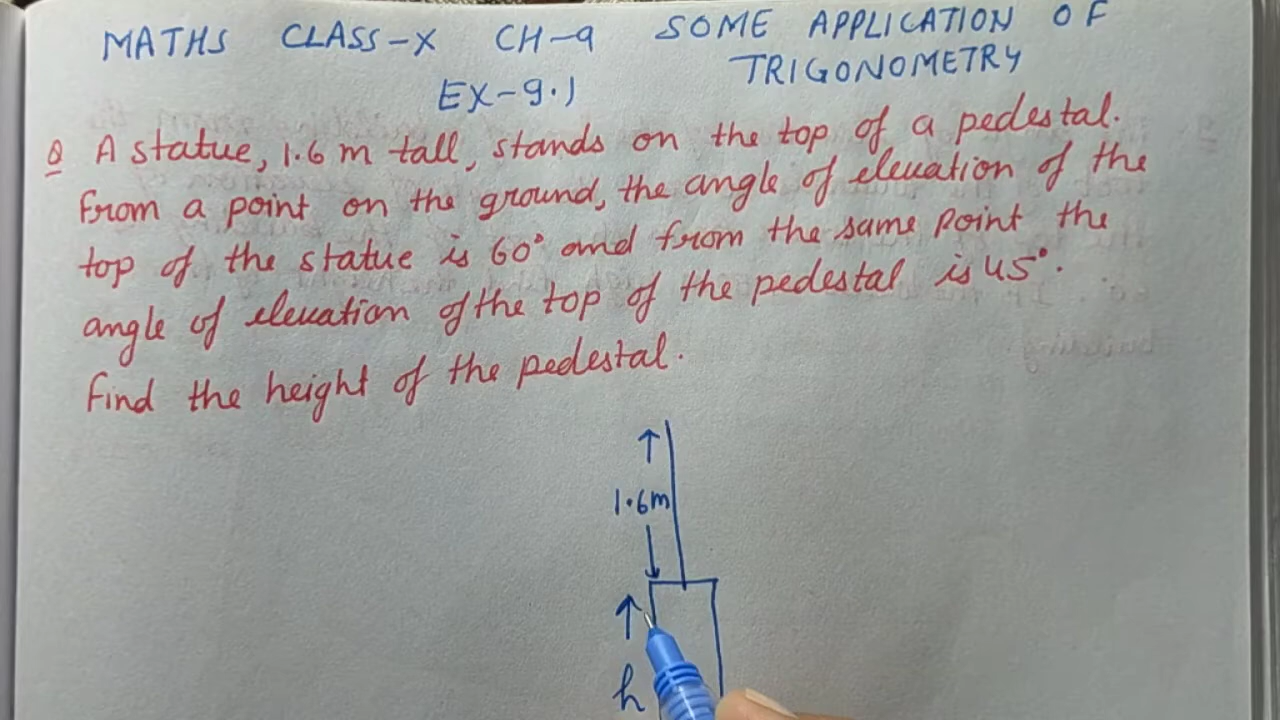 MATHS CLASS-X CH-9 SOME APPLICATION OF
TRIGONOMETRY
EX-9.1
Q A statue, 1.6 m tall, stands on the top of a pedestal.
From a point on the ground, the angle of elevation of the
top of the statue is 60° and from the same point the
angle of elevation of the top of the pedestal is 45°.
Find the height of the pedestal.
1.6m
h